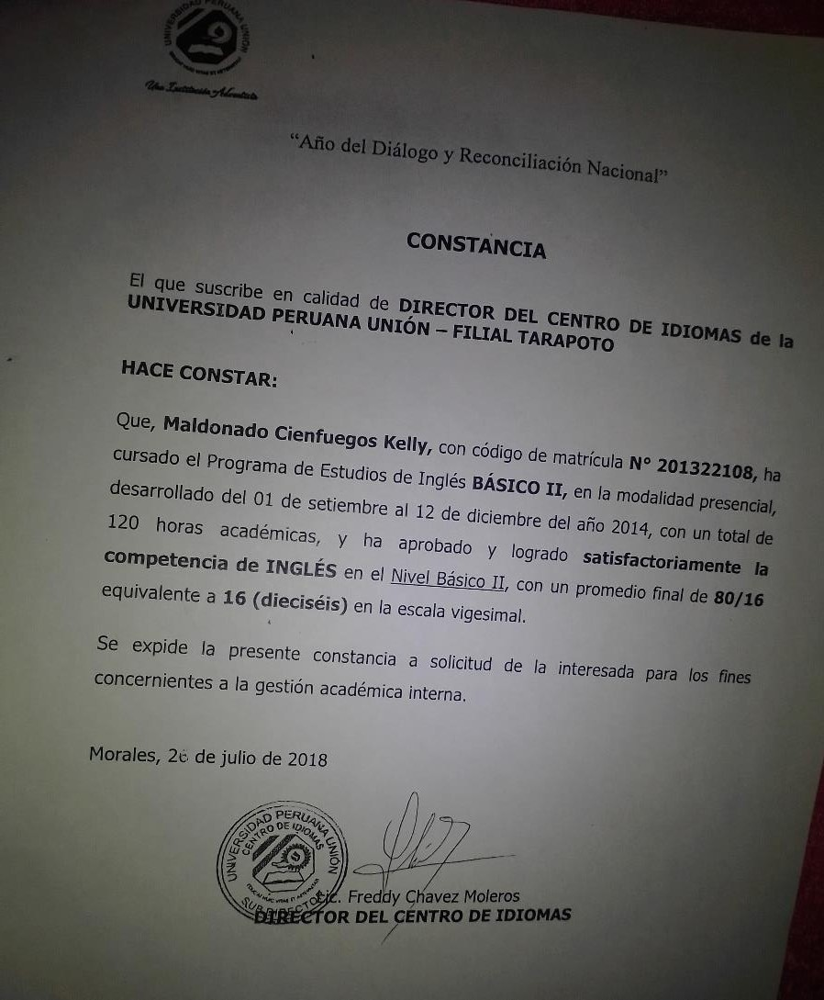 UNIVERSIDAD PERUANA UNIÓN
Una Institución Adventista
“Año del Diálogo y Reconciliación Nacional”
CONSTANCIA
El que suscribe en calidad de DIRECTOR DEL CENTRO DE IDIOMAS de la
UNIVERSIDAD PERUANA UNIÓN – FILIAL TARAPOTO
HACE CONSTAR:
Que, Maldonado Cienfuegos Kelly, con código de matrícula Nº 201322108, ha
cursado el Programa de Estudios de Inglés BÁSICO II, en la modalidad presencial,
desarrollado del 01 de setiembre al 12 de diciembre del año 2014, con un total de
120 horas académicas, y ha aprobado y logrado satisfactoriamente la
competencia de INGLÉS en el Nivel Básico II, con un promedio final de 80/16
equivalente a 16 (dieciséis) en la escala vigesimal.
Se expide la presente constancia a solicitud de la interesada para los fines
concernientes a la gestión académica interna.
Morales, de julio de 2018
UNIVERSIDAD PERUANA UNIÓN
CENTRO DE IDIOMAS
SUB DIRECTOR
Lic. Freddy Chavez Moleros
DIRECTOR DEL CENTRO DE IDIOMAS